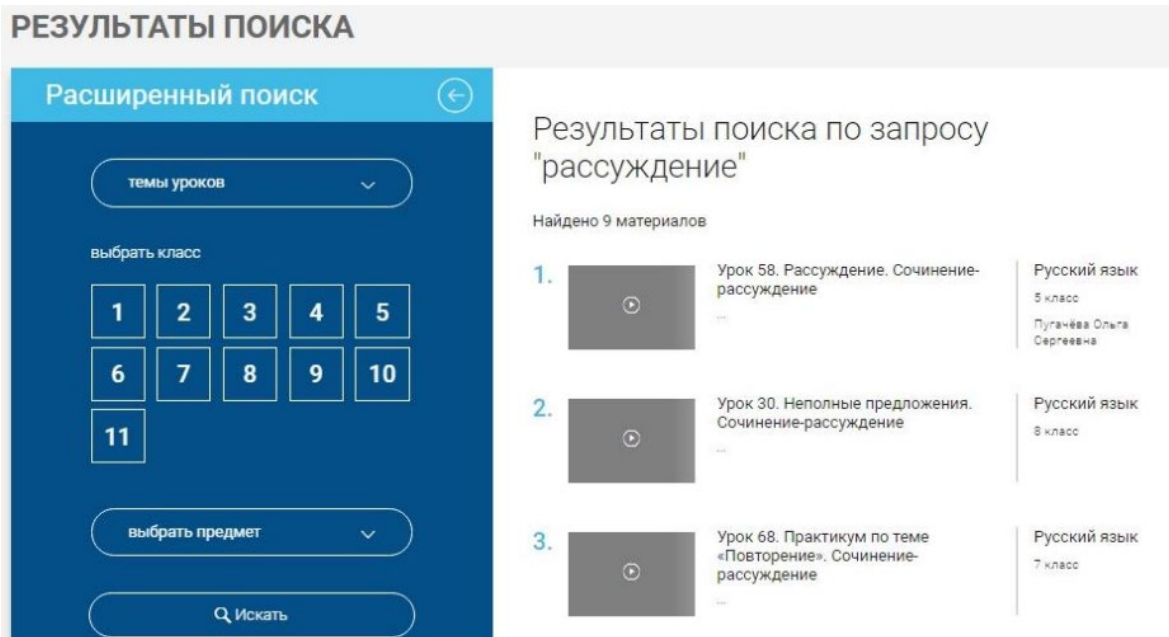 РЕЗУЛЬТАТЫ ПОИСКА
Расширенный поиск
темы уроков
выбрать класс
1 2 3 4 5
6 7 8 9 10
11
выбрать предмет
Искать
Результаты поиска по запросу
"рассуждение"
Найдено 9 материалов
1.
Урок 58. Рассуждение. Сочинение-
рассуждение
...
Русский язык
5 класс
Пугачёва Ольга
Сергеевна
2.
Урок 30. Неполные предложения.
Сочинение-рассуждение
...
Русский язык
8 класс
3.
Урок 68. Практикум по теме
«Повторение». Сочинение-
рассуждение
...
Русский язык
7 класс